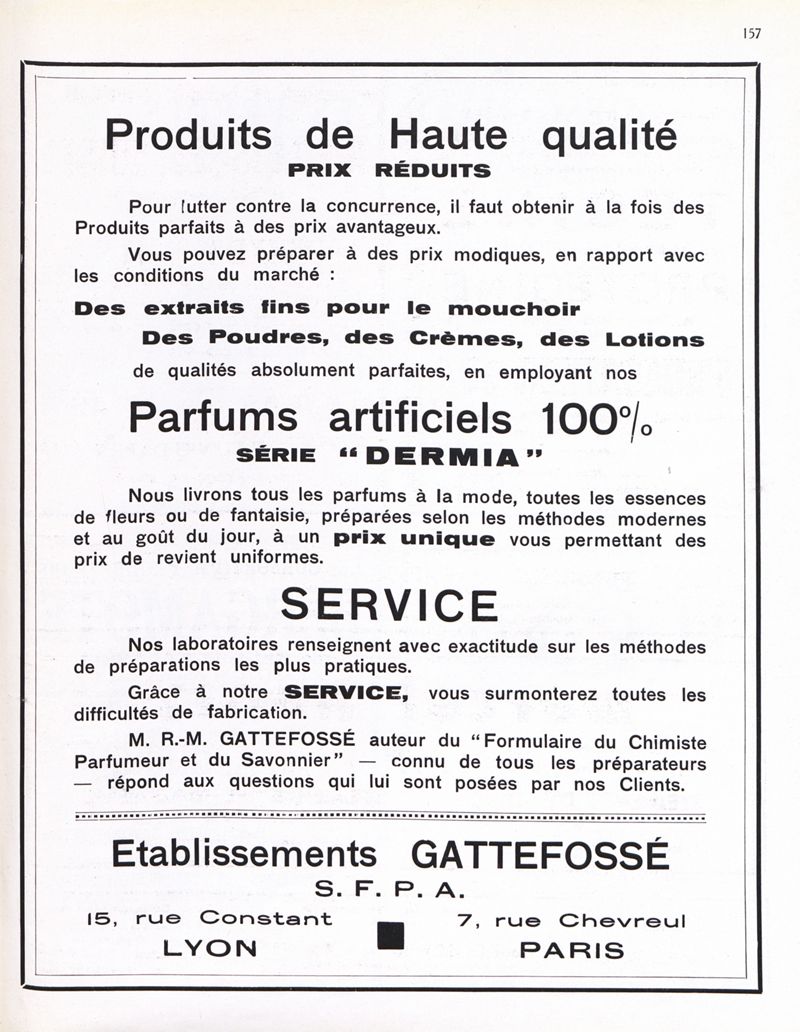 157
Produits de Haute qualité
PRIX RÉDUITS
Pour lutter contre la concurrence, il faut obtenir à la fois des
Produits parfaits à des prix avantageux.
Vous pouvez préparer à des prix modiques, en rapport avec
les conditions du marché :
Des extraits fins pour le mouchoir
Des Poudres, des Crèmes, des Lotions
de qualités absolument parfaites, en employant nos
Parfums artificiels 100%
SÉRIE “DERMIA”
Nous livrons tous les parfums à la mode, toutes les essences
de fleurs ou de fantaisie, préparées selon les méthodes modernes
et au goût du jour, à un prix unique vous permettant des
prix de revient uniformes.
SERVICE
Nos laboratoires renseignent avec exactitude sur les méthodes
de préparations les plus pratiques.
Grâce à notre SERVICE, vous surmonterez toutes les
difficultés de fabrication.
M. R.-M. GATTEFOSSÉ auteur du “Formulaire du Chimiste
Parfumeur et du Savonnier” — connu de tous les préparateurs
— répond aux questions qui lui sont posées par nos Clients.
Etablissements GATTEFOSSÉ
S. F. P. A.
15, rue Constant
LYON
7, rue Chevreul
PARIS